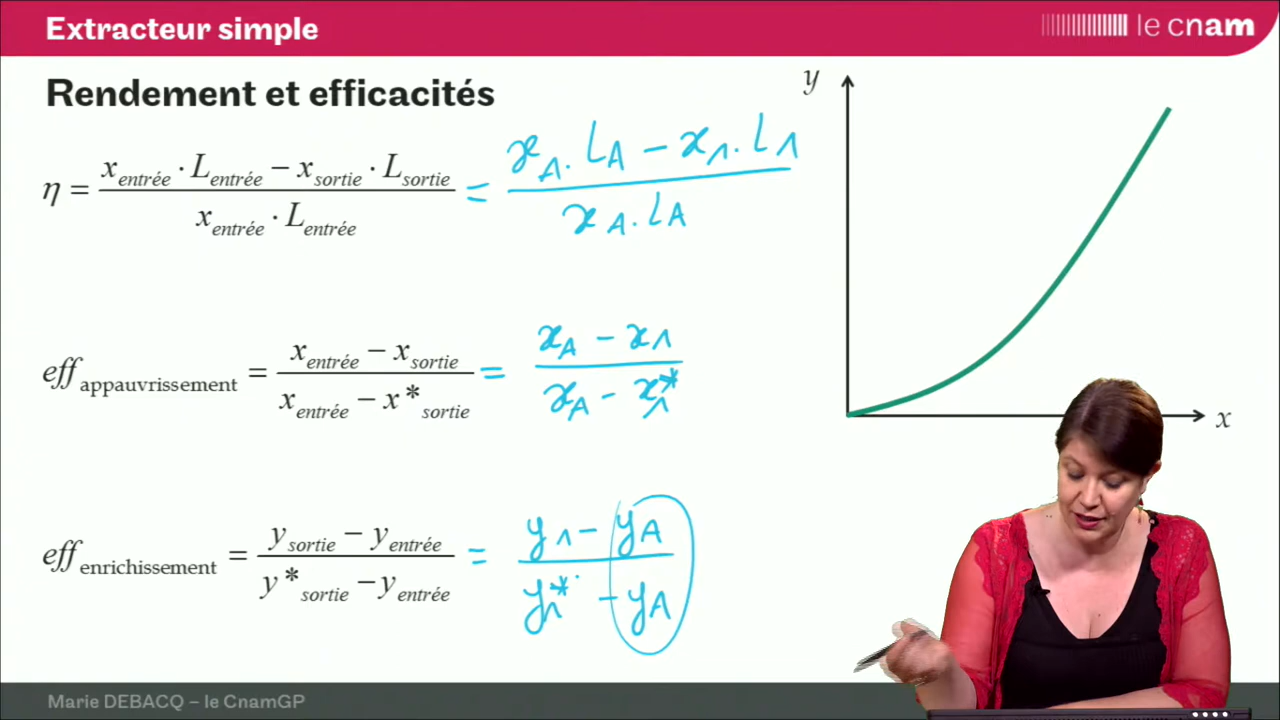 Extracteur simple
le cnam
Rendement et efficacités
η = (x_entrée · L_entrée − x_sortie · L_sortie) / (x_entrée · L_entrée) = (x_A · L_A − x_1 · L_1) / (x_A · L_A)
eff_appauvrissement = (x_entrée − x_sortie) / (x_entrée − x*_sortie) = (x_A − x_1) / (x_A − x_1*)
eff_enrichissement = (y_sortie − y_entrée) / (y*_sortie − y_entrée) = (y_1 − y_A) / (y_1* − y_A)
y
x
Marie DEBACQ – le CnamGP